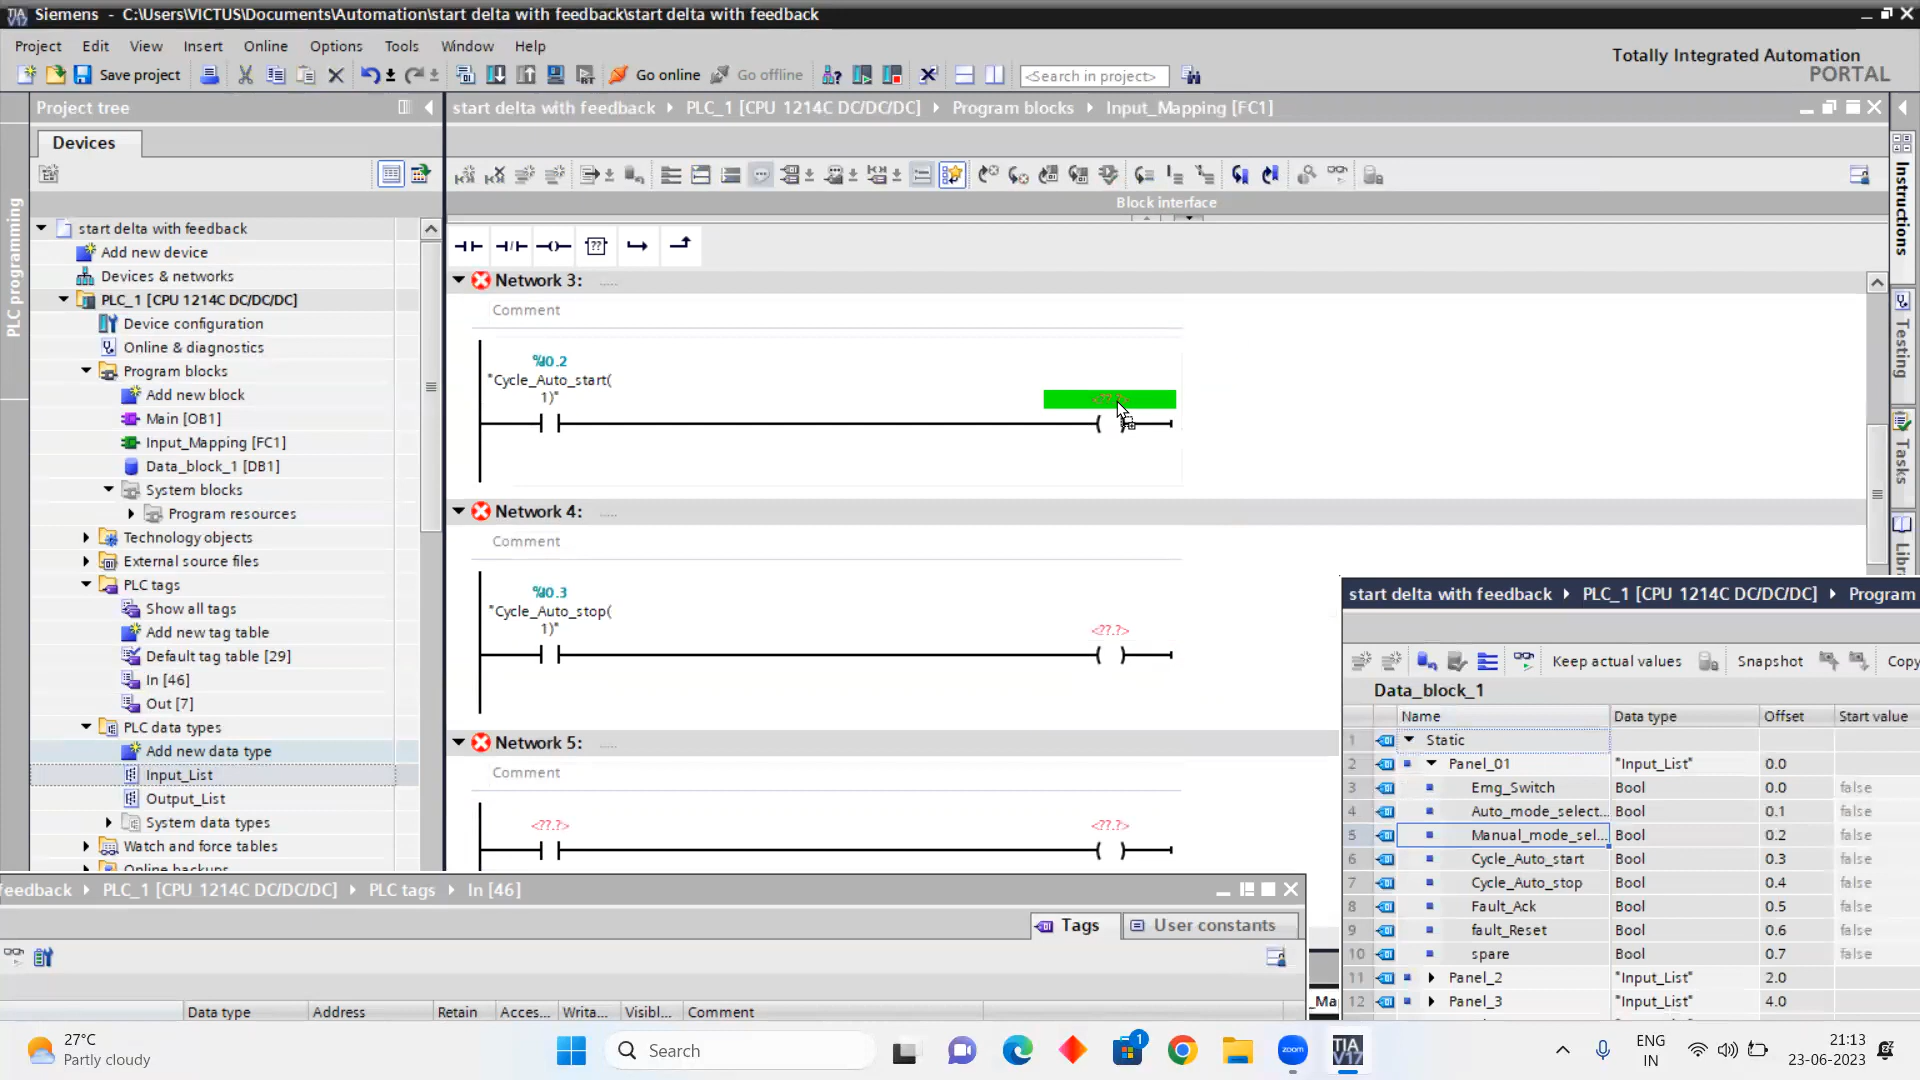 Siemens - C:\Users\VICTUS\Documents\Automation\start delta with feedback\start delta with feedback
Project Edit View Insert Online Options Tools Window Help
Totally Integrated Automation
PORTAL
Save project
Go online
Go offline
<Search in project>
Project tree
start delta with feedback PLC_1 [CPU 1214C DC/DC/DC] Program blocks Input_Mapping [FC1]
Devices
Block interface
PLC programming
start delta with feedback
Add new device
Devices & networks
PLC_1 [CPU 1214C DC/DC/DC]
Device configuration
Online & diagnostics
Program blocks
Add new block
Main [OB1]
Input_Mapping [FC1]
Data_block_1 [DB1]
System blocks
Program resources
Technology objects
External source files
PLC tags
Show all tags
Add new tag table
Default tag table [29]
In [46]
Out [7]
PLC data types
Add new data type
Input_List
Output_List
System data types
Watch and force tables
Online backups
Network 3: .....
Comment
%I0.2
"Cycle_Auto_start(
1)"
<??.?>
Network 4: .....
Comment
%I0.3
"Cycle_Auto_stop(
1)"
<??.?>
Network 5: .....
Comment
<??.?> <??.?>
Instructions
Testing
Tasks
start delta with feedback PLC_1 [CPU 1214C DC/DC/DC] Program
Keep actual values Snapshot Copy
Data_block_1
Name Data type Offset Start value
1 Static
2 Panel_01 "Input_List" 0.0
3 Emg_Switch Bool 0.0 false
4 Auto_mode_select... Bool 0.1 false
5 Manual_mode_sel... Bool 0.2 false
6 Cycle_Auto_start Bool 0.3 false
7 Cycle_Auto_stop Bool 0.4 false
8 Fault_Ack Bool 0.5 false
9 fault_Reset Bool 0.6 false
10 spare Bool 0.7 false
11 Panel_2 "Input_List" 2.0
12 Panel_3 "Input_List" 4.0
feedback PLC_1 [CPU 1214C DC/DC/DC] PLC tags In [46]
Tags User constants
Data type Address Retain Acces... Writa... Visibl... Comment
27°C
Partly cloudy
Search
1
zoom
TIA
V17
ENG
IN
21:13
23-06-2023